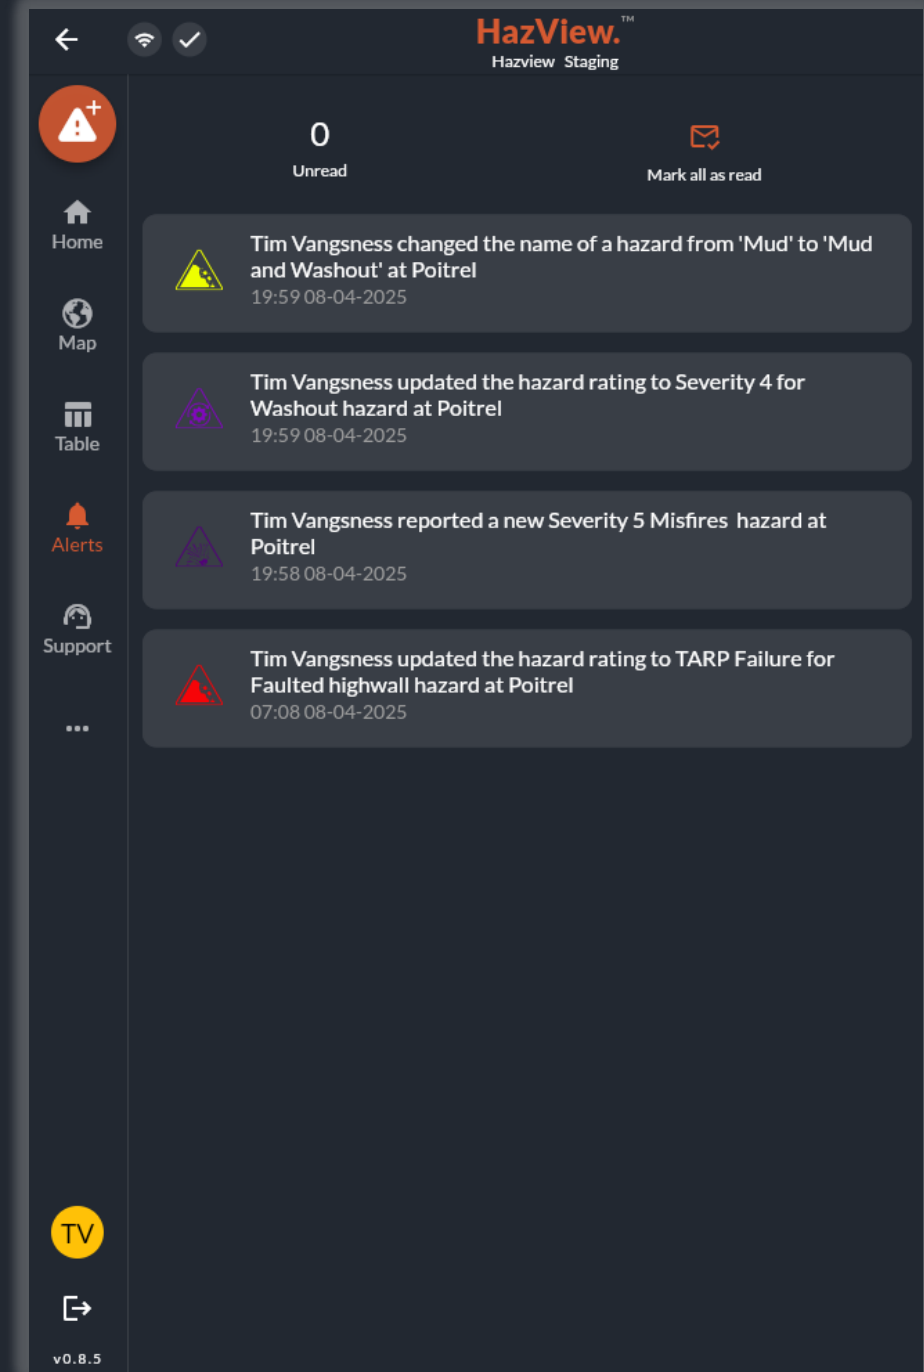 HazView.™
Hazview Staging
0
Unread
Mark all as read
Home
Map
Table
Alerts
Support
Tim Vangsness changed the name of a hazard from 'Mud' to 'Mud
and Washout' at Poitrel
19:59 08-04-2025
Tim Vangsness updated the hazard rating to Severity 4 for
Washout hazard at Poitrel
19:59 08-04-2025
Tim Vangsness reported a new Severity 5 Misfires hazard at
Poitrel
19:58 08-04-2025
Tim Vangsness updated the hazard rating to TARP Failure for
Faulted highwall hazard at Poitrel
07:08 08-04-2025
TV
v0.8.5